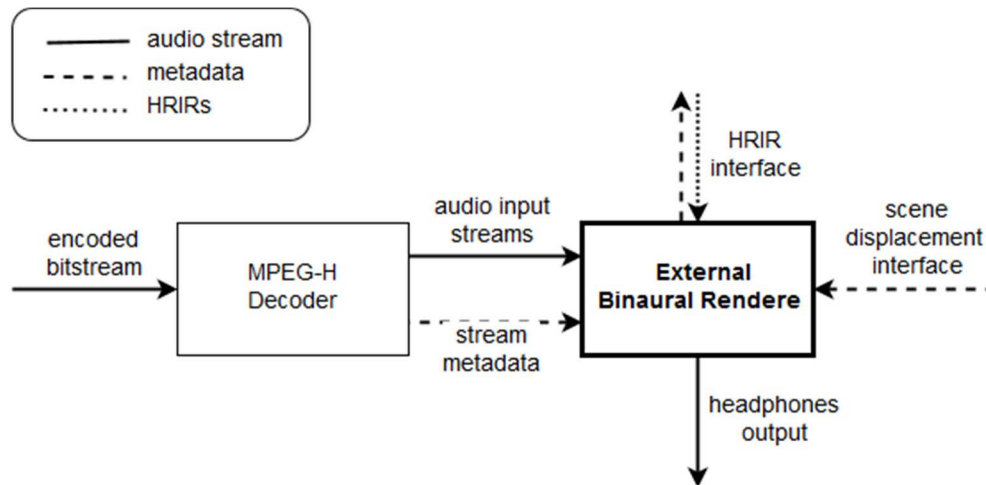 audio stream
metadata
HRIRs
HRIR
interface
audio input
streams
scene
displacement
interface
encoded
bitstream
MPEG-H
Decoder
External
Binaural Rendere
stream
metadata
headphones
output